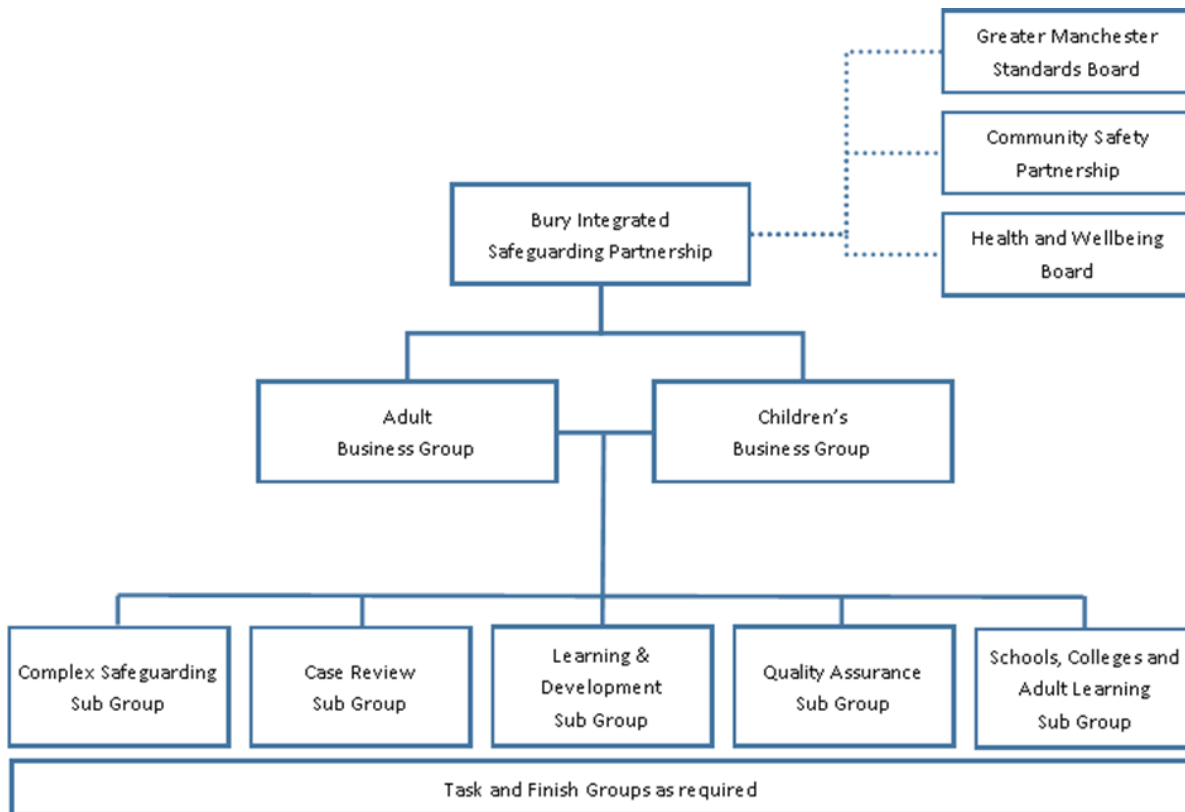 Greater Manchester
Standards Board
Community Safety
Partnership
Bury Integrated
Safeguarding Partnership
Health and Wellbeing
Board
Adult
Business Group
Children's
Business Group
Complex Safeguarding
Sub Group
Case Review
Sub Group
Learning &
Development
Sub Group
Quality Assurance
Sub Group
Schools, Colleges and
Adult Learning
Sub Group
Task and Finish Groups as required